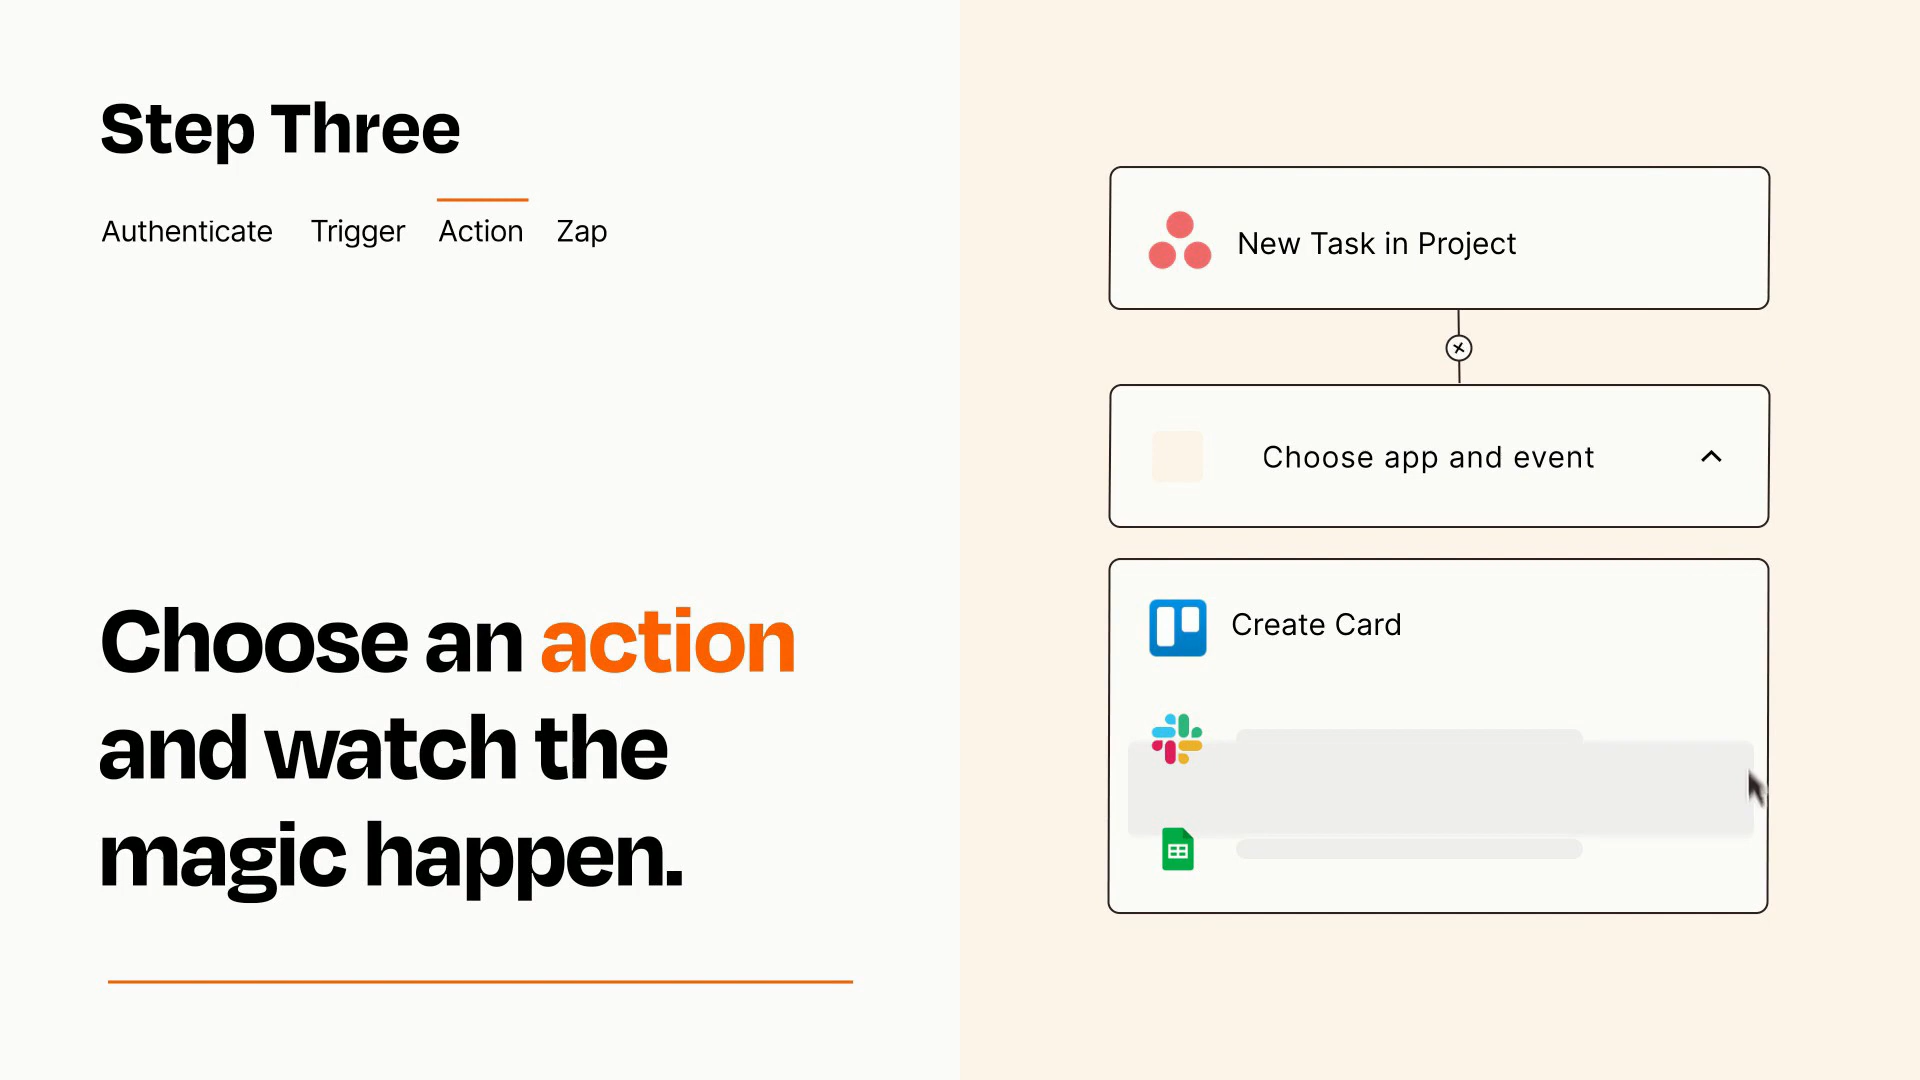 Step Three
Authenticate Trigger Action Zap
Choose an action
and watch the
magic happen.
New Task in Project
Choose app and event
Create Card